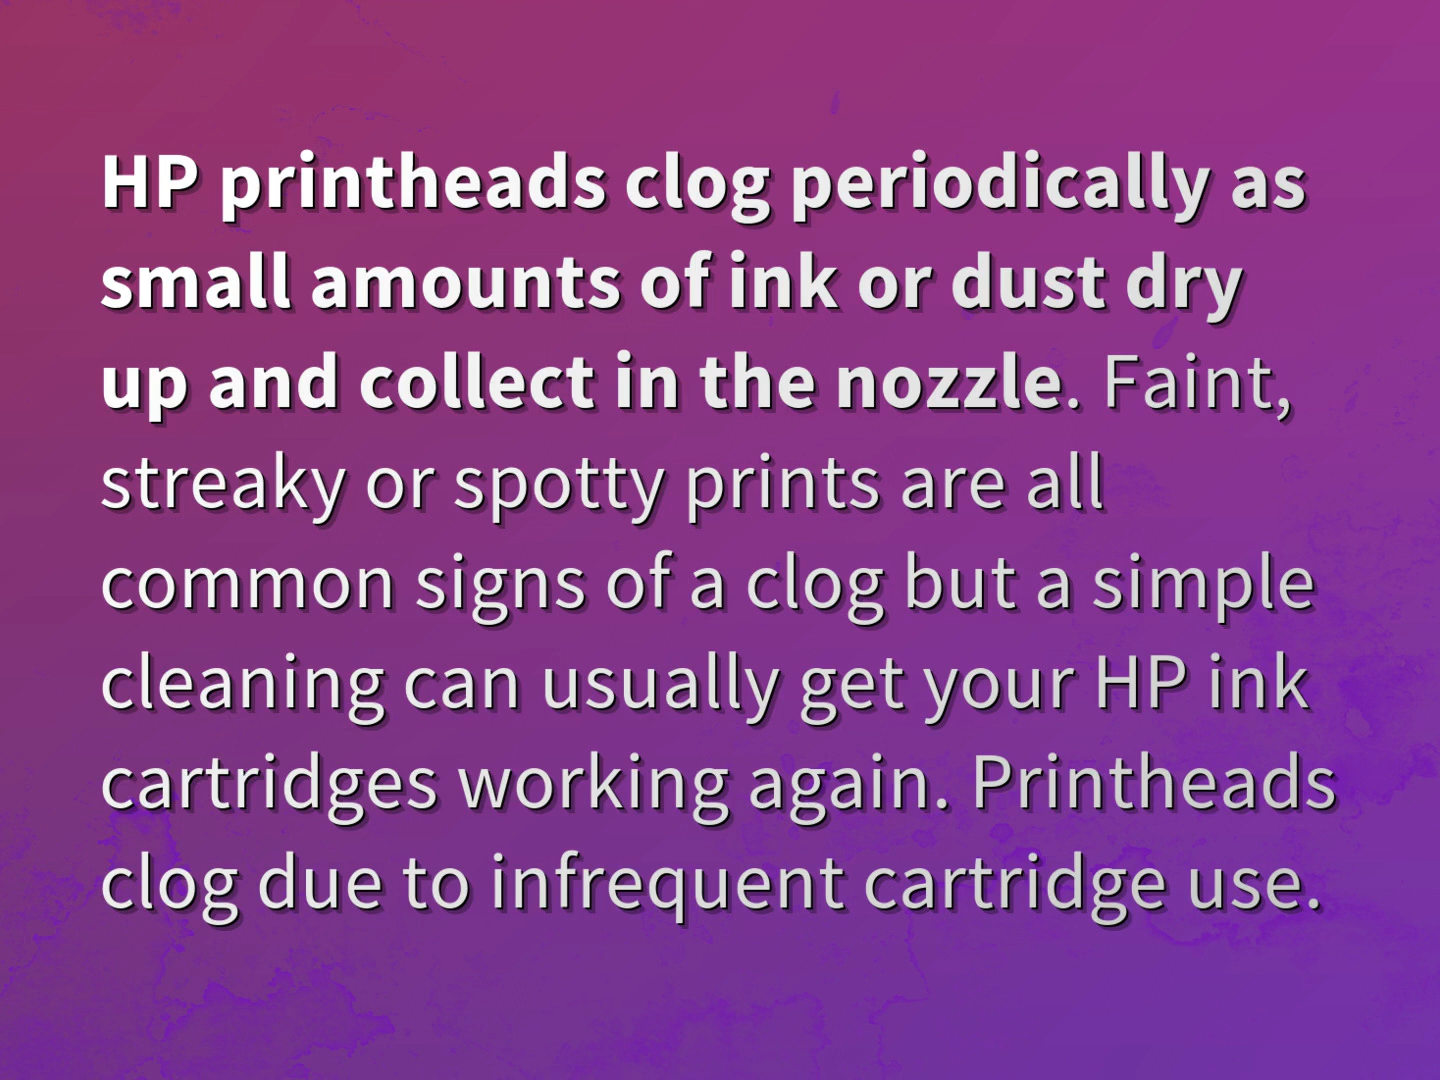 HP printheads clog periodically as
small amounts of ink or dust dry
up and collect in the nozzle. Faint,
streaky or spotty prints are all
common signs of a clog but a simple
cleaning can usually get your HP ink
cartridges working again. Printheads
clog due to infrequent cartridge use.